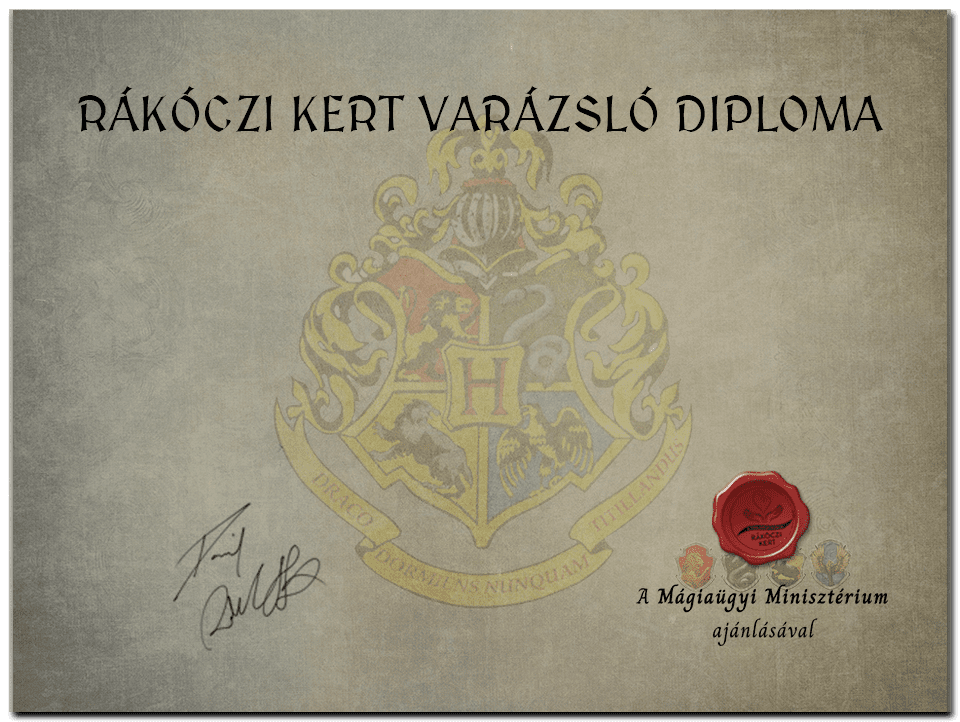 RÁKÓCZI KERT VARÁZSLÓ DIPLOMA
H
DRACO DORMIENS NUNQUAM TITILLANDUS
RÁKÓCZI
KERT
A Mágiaügyi Minisztérium
ajánlásával